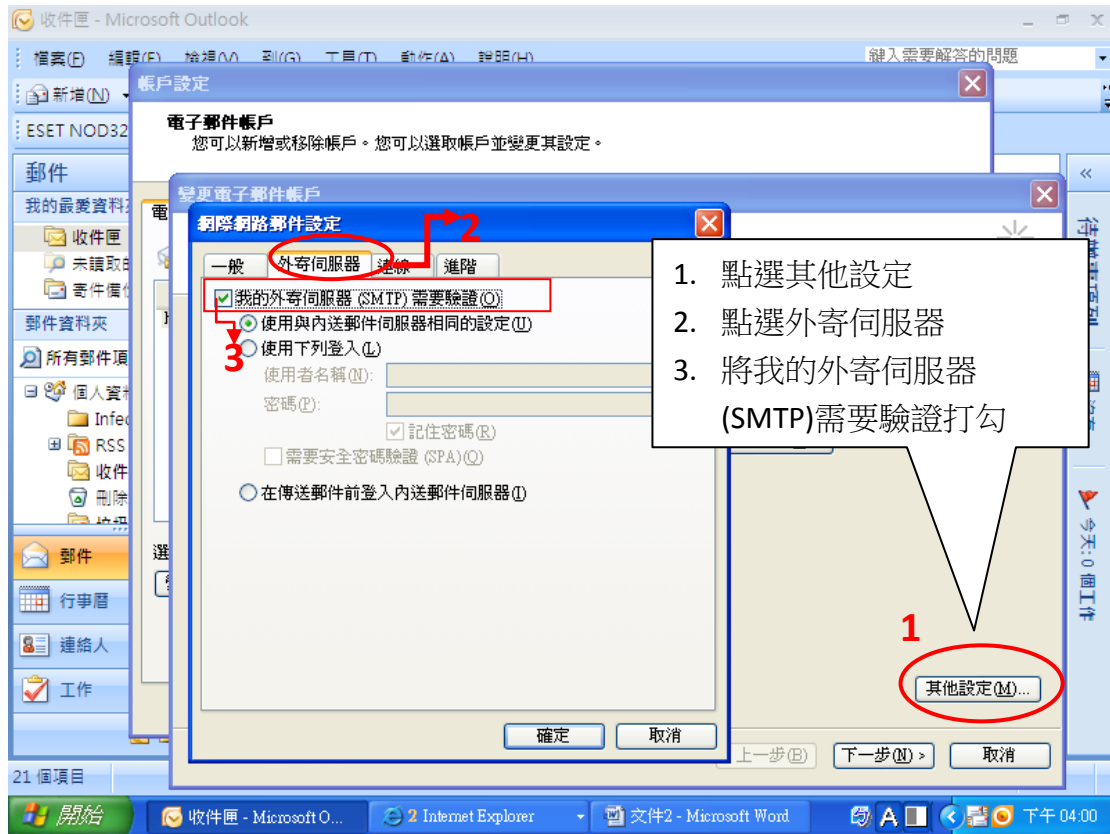 收件匣 - Microsoft Outlook
檔案(F) 編輯(E) 檢視(V) 到(G) 工具(T) 動作(A) 說明(H)
鍵入需要解答的問題
新增(N)
ESET NOD32
帳戶設定
電子郵件帳戶
您可以新增或移除帳戶。您可以選取帳戶並變更其設定。
郵件
我的最愛資料
收件匣
未讀取
寄件備
郵件資料夾
所有郵件項
個人資
RSS
收件
刪除
郵件
行事曆
連絡人
工作
變更電子郵件帳戶
網際網路郵件設定
2
一般 外寄伺服器 連線 進階
我的外寄伺服器 (SMTP) 需要驗證(O)
使用與內送郵件伺服器相同的設定(U)
3
使用下列登入(L)
使用者名稱(N):
密碼(P):
記住密碼(R)
需要安全密碼驗證 (SPA)(Q)
在傳送郵件前登入內送郵件伺服器(I)
確定 取消
1. 點選其他設定
2. 點選外寄伺服器
3. 將我的外寄伺服器
(SMTP)需要驗證打勾
1
其他設定(M)...
上一步(B) 下一步(N) > 取消
今天: 0 個工作
21 個項目
開始
收件匣 - Microsoft O...
2 Internet Explorer
文件2 - Microsoft Word
A
下午 04:00